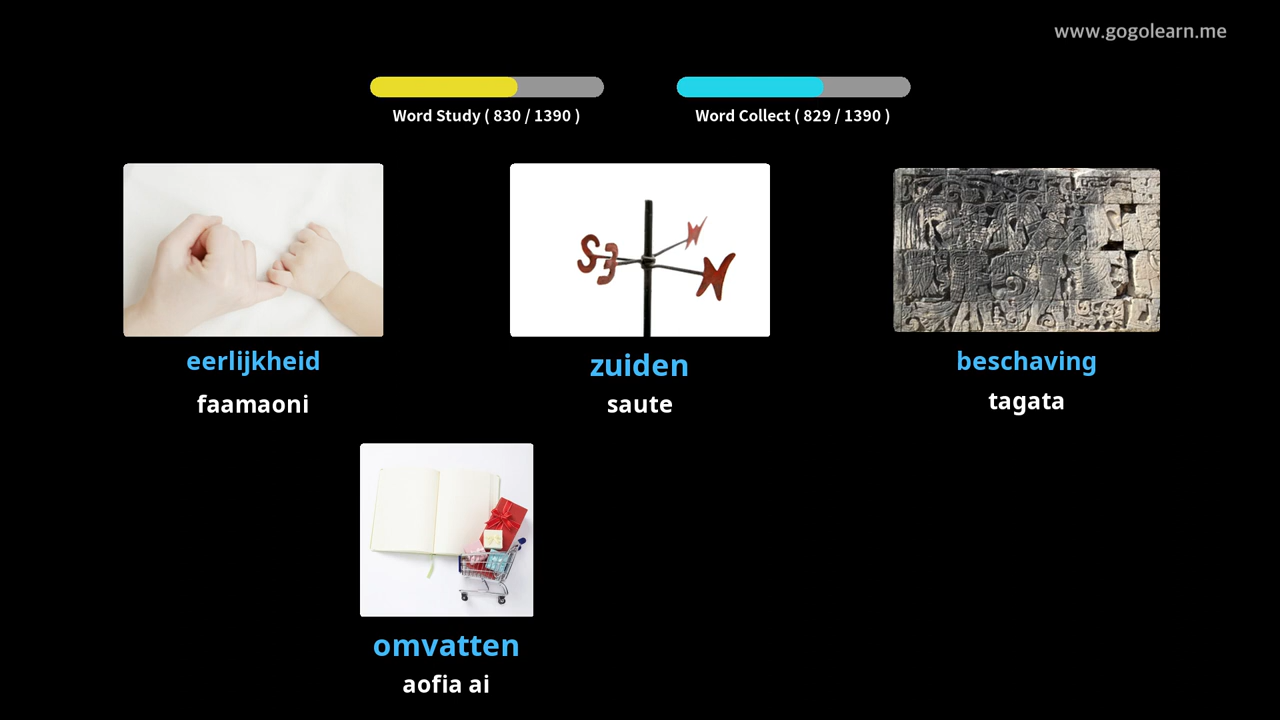 www.gogolearn.me
Word Study ( 830 / 1390 )
Word Collect ( 829 / 1390 )
eerlijkheid
faamaoni
zuiden
saute
beschaving
tagata
omvatten
aofia ai